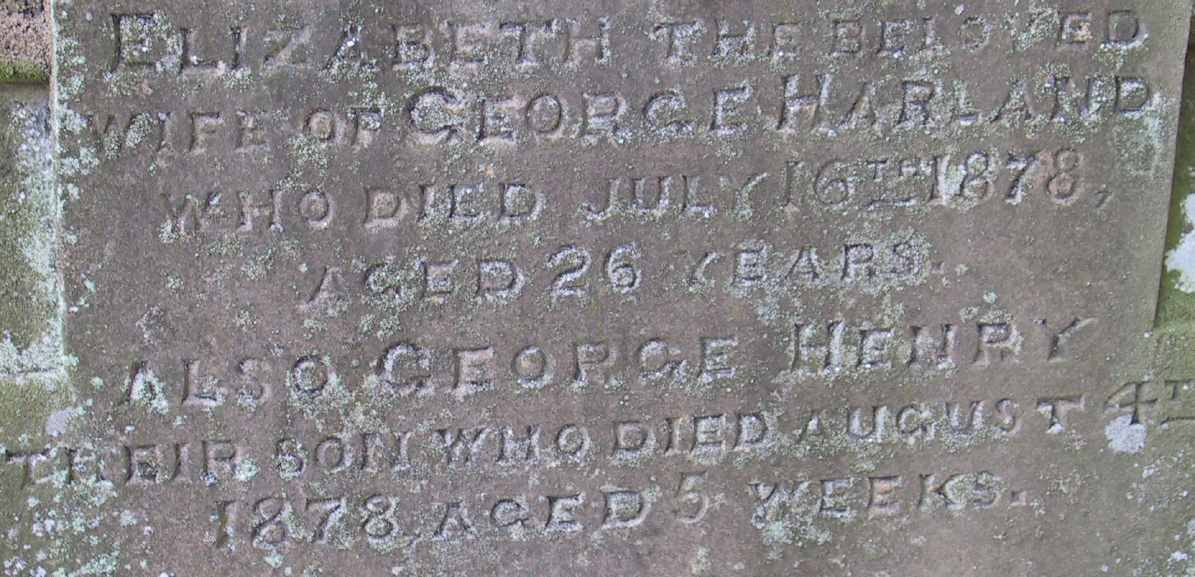 ELIZABETH THE BELOVED
WIFE OF GEORGE HARLAND
WHO DIED JULY 16TH 1878,
AGED 26 YEARS.
ALSO GEORGE HENRY
THEIR SON WHO DIED AUGUST 4TH
1878, AGED 5 WEEKS.